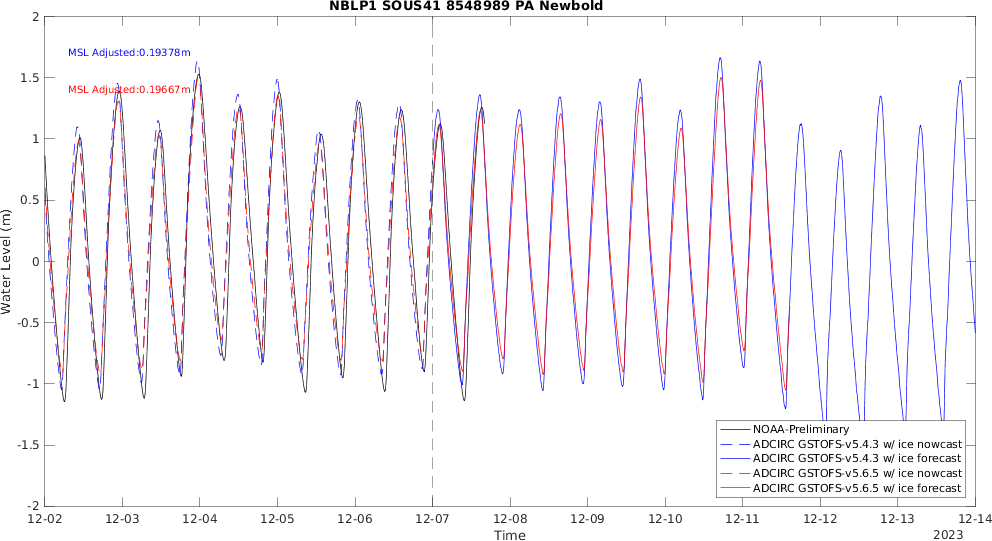 NBLP1 SOUS41 8548989 PA Newbold
MSL Adjusted:0.19378m
MSL Adjusted:0.19667m
Water Level (m)
2
1.5
1
0.5
0
-0.5
-1
-1.5
-2
NOAA-Preliminary
ADCIRC GSTOFS-v5.4.3 w/ ice nowcast
ADCIRC GSTOFS-v5.4.3 w/ ice forecast
ADCIRC GSTOFS-v5.6.5 w/ ice nowcast
ADCIRC GSTOFS-v5.6.5 w/ ice forecast
12-02 12-03 12-04 12-05 12-06 12-07 12-08 12-09 12-10 12-11 12-12 12-13 12-14
Time
2023